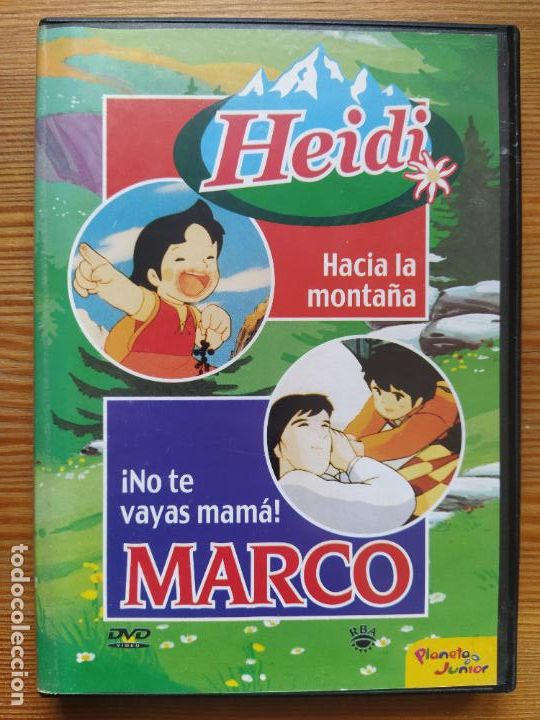 Heidi
Hacia la
montaña
¡No te
vayas mamá!
MARCO
DVD
VIDEO
RBA
Planeta
Junior
todocoleccion